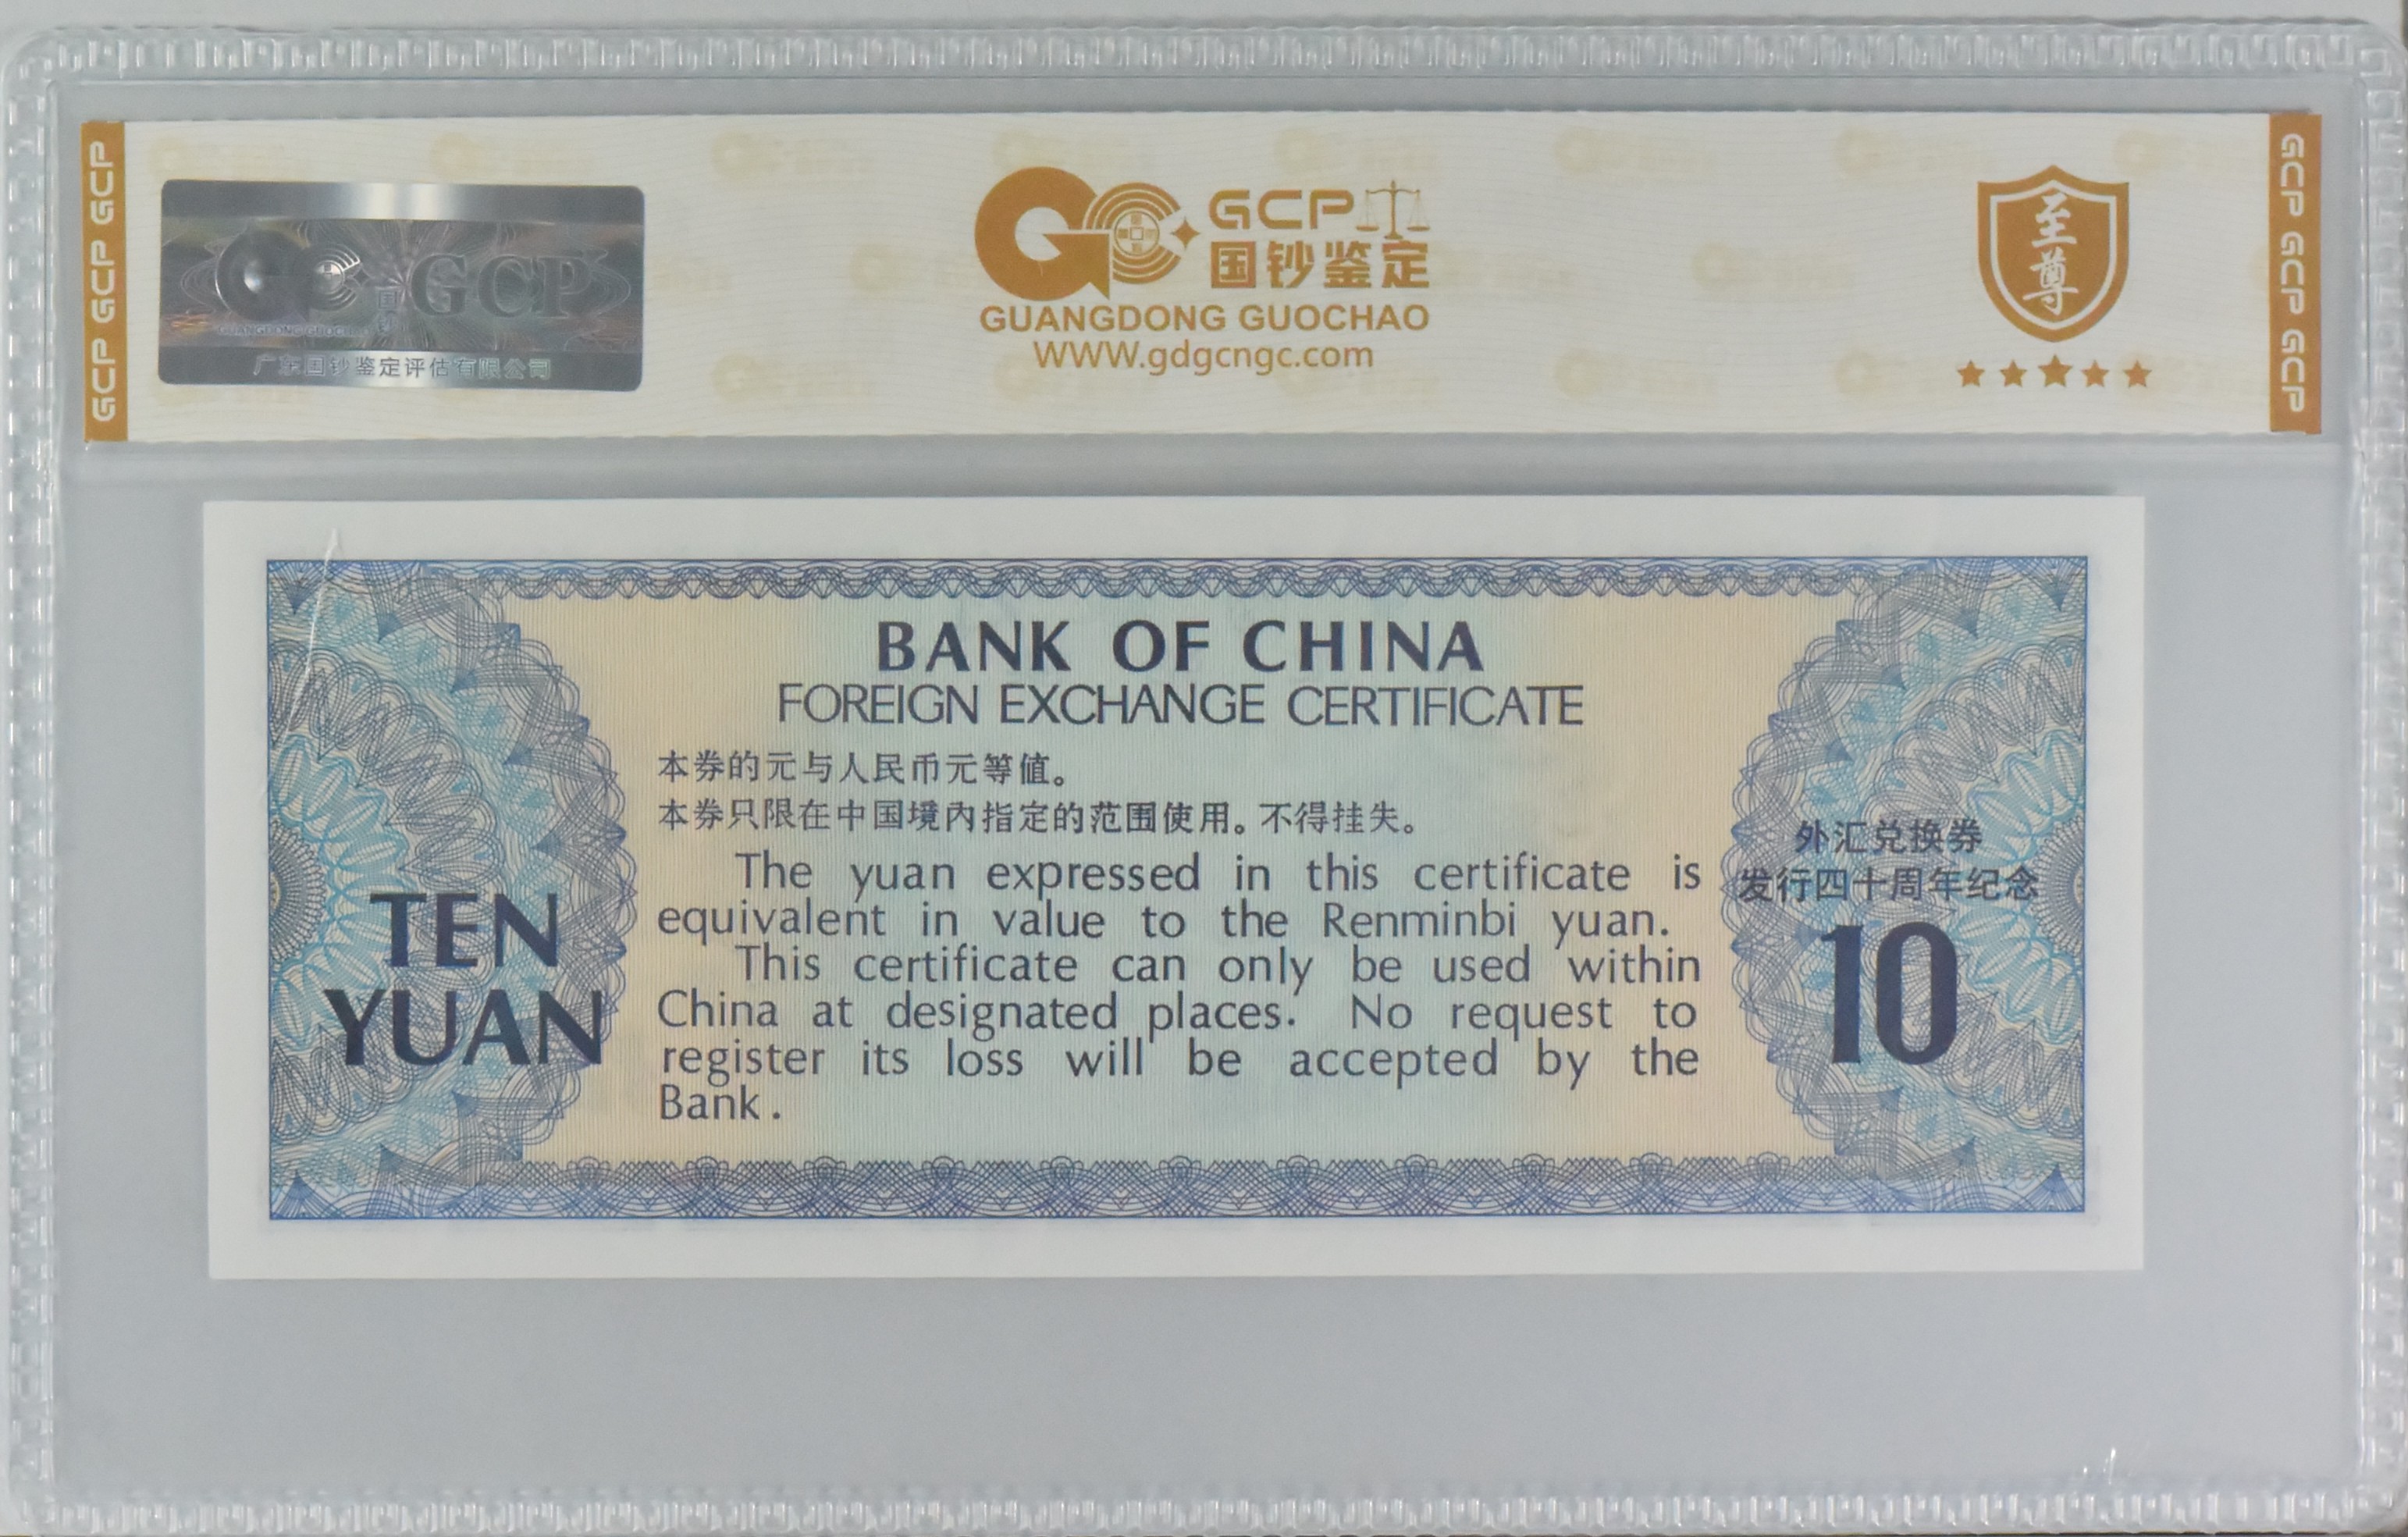 GCP GCP GCP
GCP
GUANGDONG GUOCHAO
国钞
广东国钞鉴定评估有限公司
GCP
国钞鉴定
GUANGDONG GUOCHAO
WWW.gdgcngc.com
至尊
GCP GCP GCP
BANK OF CHINA
FOREIGN EXCHANGE CERTIFICATE
本券的元与人民币元等値。
本券只限在中国境内指定的范围使用。不得挂失。
The yuan expressed in this certificate is
equivalent in value to the Renminbi yuan.
This certificate can only be used within
China at designated places. No request to
register its loss will be accepted by the
Bank.
TEN
YUAN
外汇兑换券
发行四十周年纪念
10